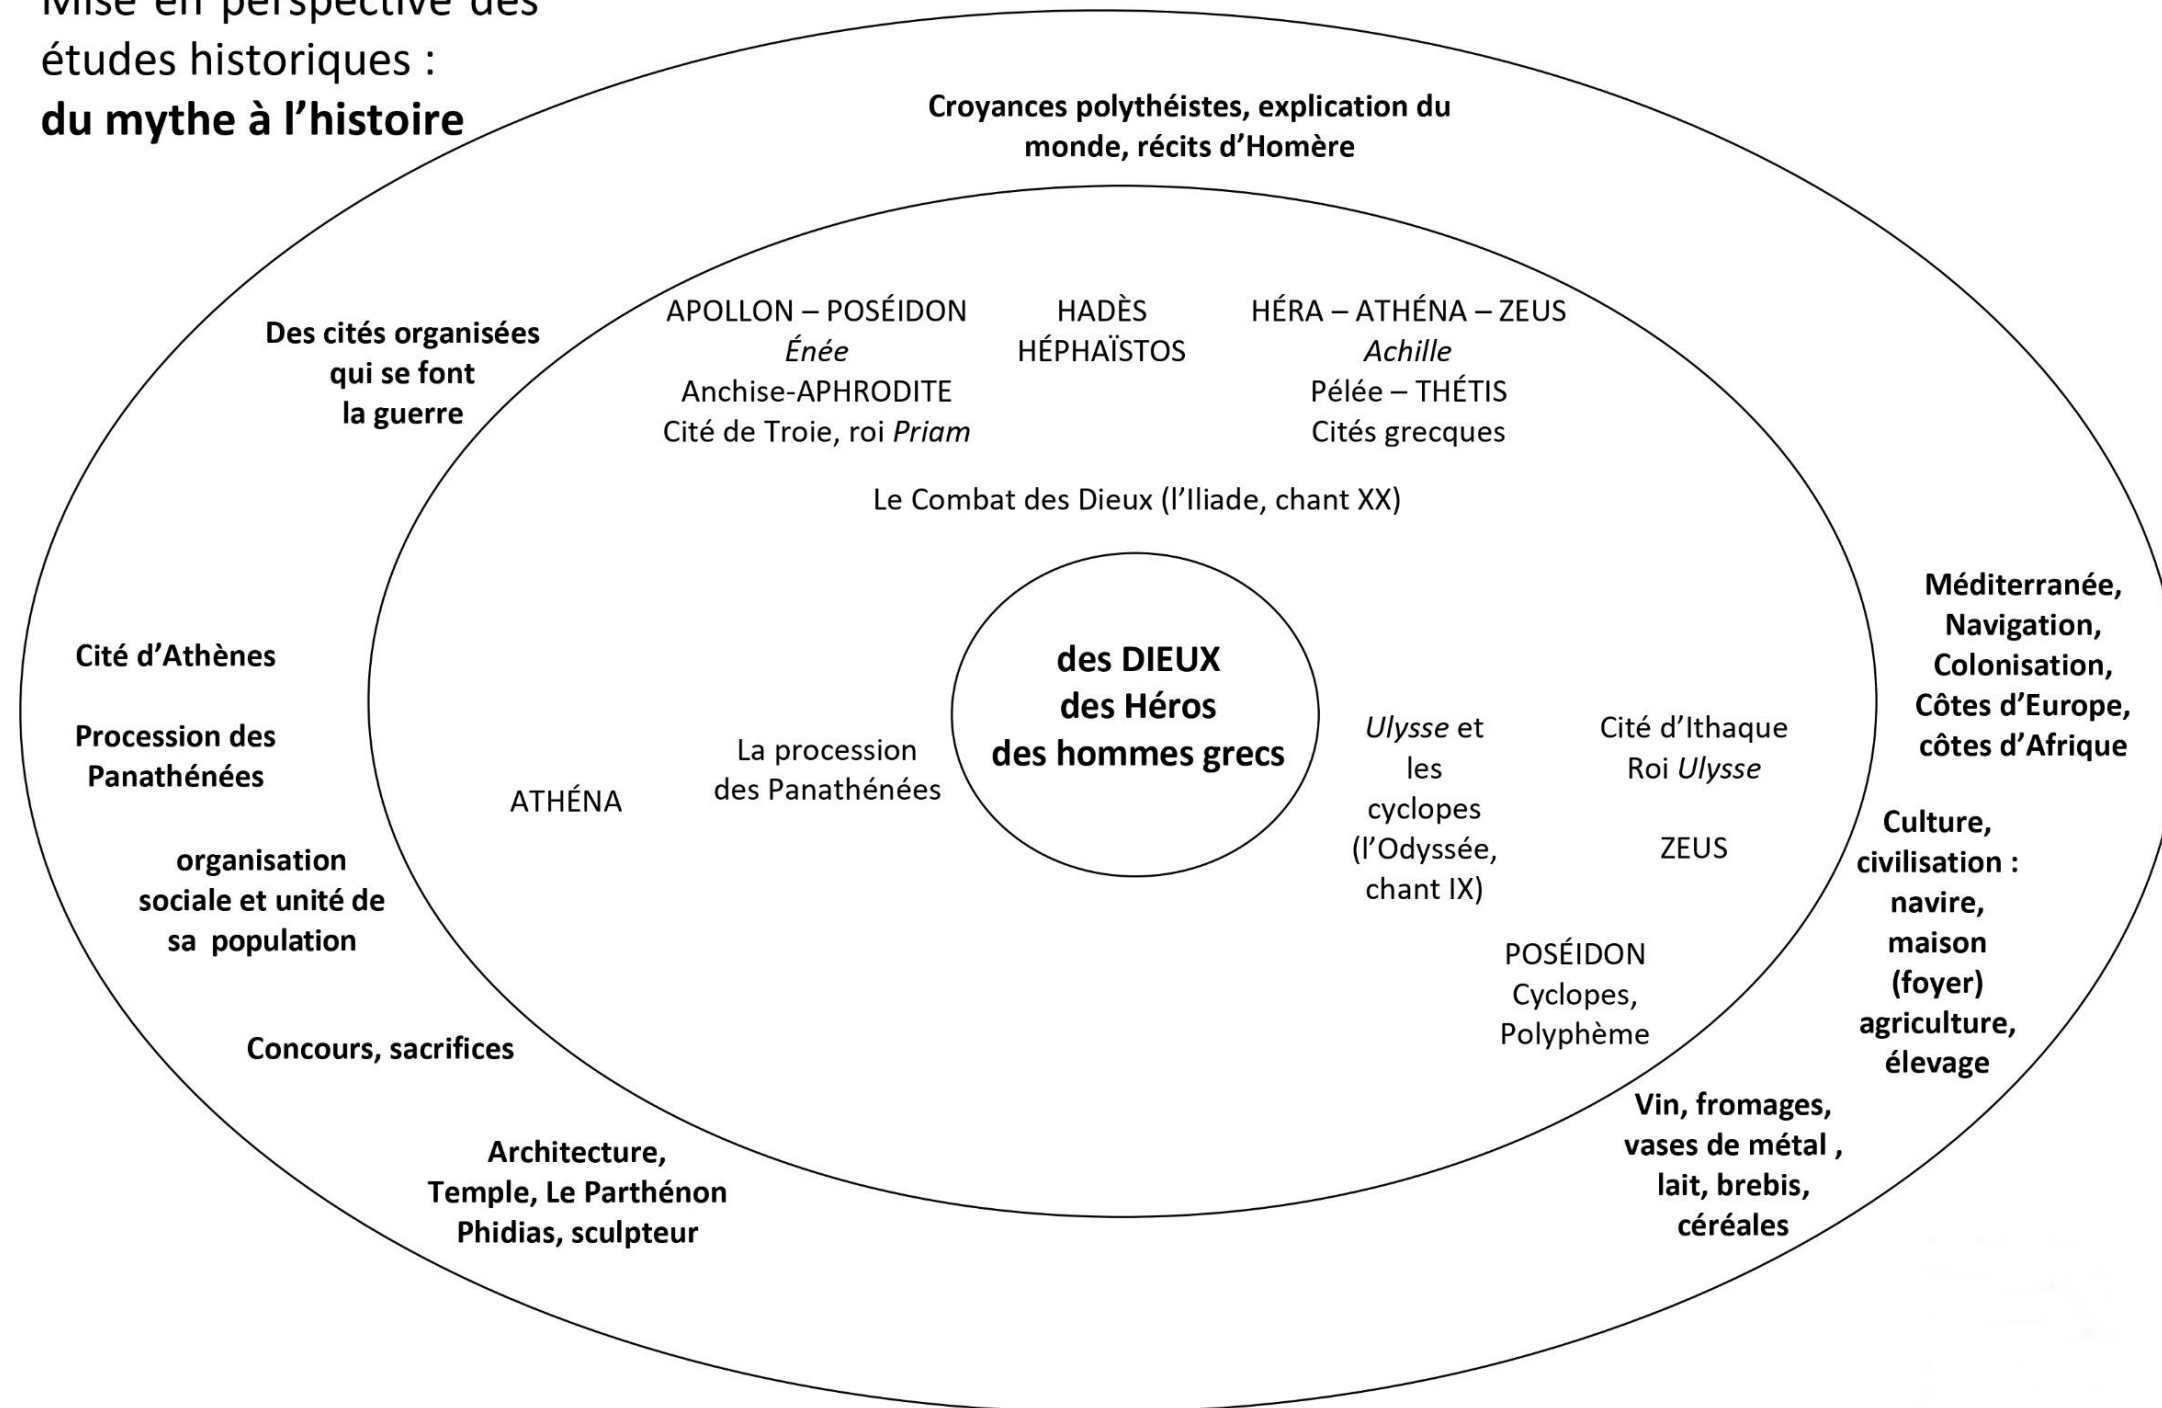 Mise en perspective des
études historiques :
du mythe à l’histoire
Croyances polythéistes, explication du
monde, récits d’Homère
Des cités organisées
qui se font
la guerre
APOLLON – POSÉIDON
Énée
Anchise-APHRODITE
Cité de Troie, roi Priam
HADÈS
HÉPHAÏSTOS
HÉRA – ATHÉNA – ZEUS
Achille
Pélée – THÉTIS
Cités grecques
Le Combat des Dieux (l’Iliade, chant XX)
des DIEUX
des Héros
des hommes grecs
Cité d’Athènes
Procession des
Panathénées
organisation
sociale et unité de
sa population
Concours, sacrifices
Architecture,
Temple, Le Parthénon
Phidias, sculpteur
ATHÉNA
La procession
des Panathénées
Ulysse et
les
cyclopes
(l’Odyssée,
chant IX)
Cité d’Ithaque
Roi Ulysse
ZEUS
POSÉIDON
Cyclopes,
Polyphème
Méditerranée,
Navigation,
Colonisation,
Côtes d’Europe,
côtes d’Afrique
Culture,
civilisation :
navire,
maison
(foyer)
agriculture,
élevage
Vin, fromages,
vases de métal ,
lait, brebis,
céréales